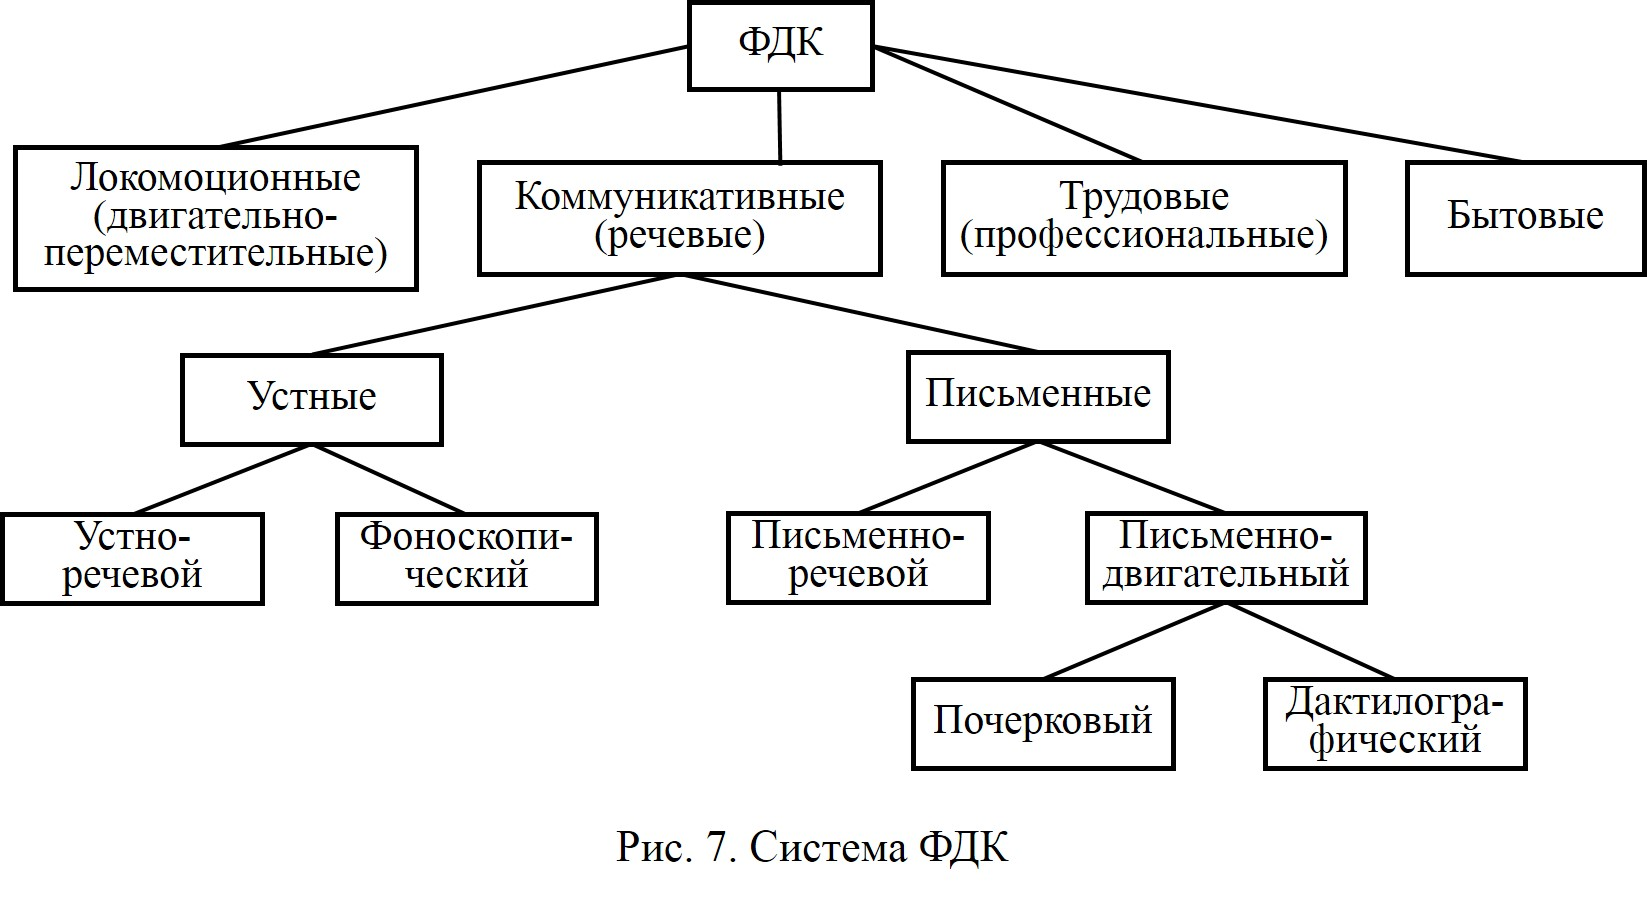 ФДК
Локомоционные
(двигательно-
переместительные)
Коммуникативные
(речевые)
Трудовые
(профессиональные)
Бытовые
Устные
Письменные
Устно-
речевой
Фоноскопи-
ческий
Письменно-
речевой
Письменно-
двигательный
Почерковый
Дактилогра-
фический
Рис. 7. Система ФДК